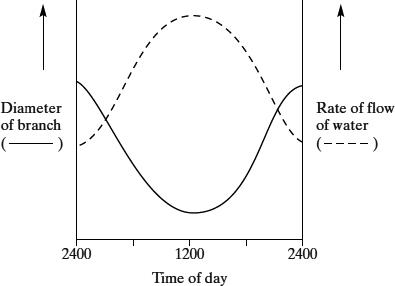 Diameter
of branch
( )
Rate of flow
of water
( )
2400
1200
2400
Time of day